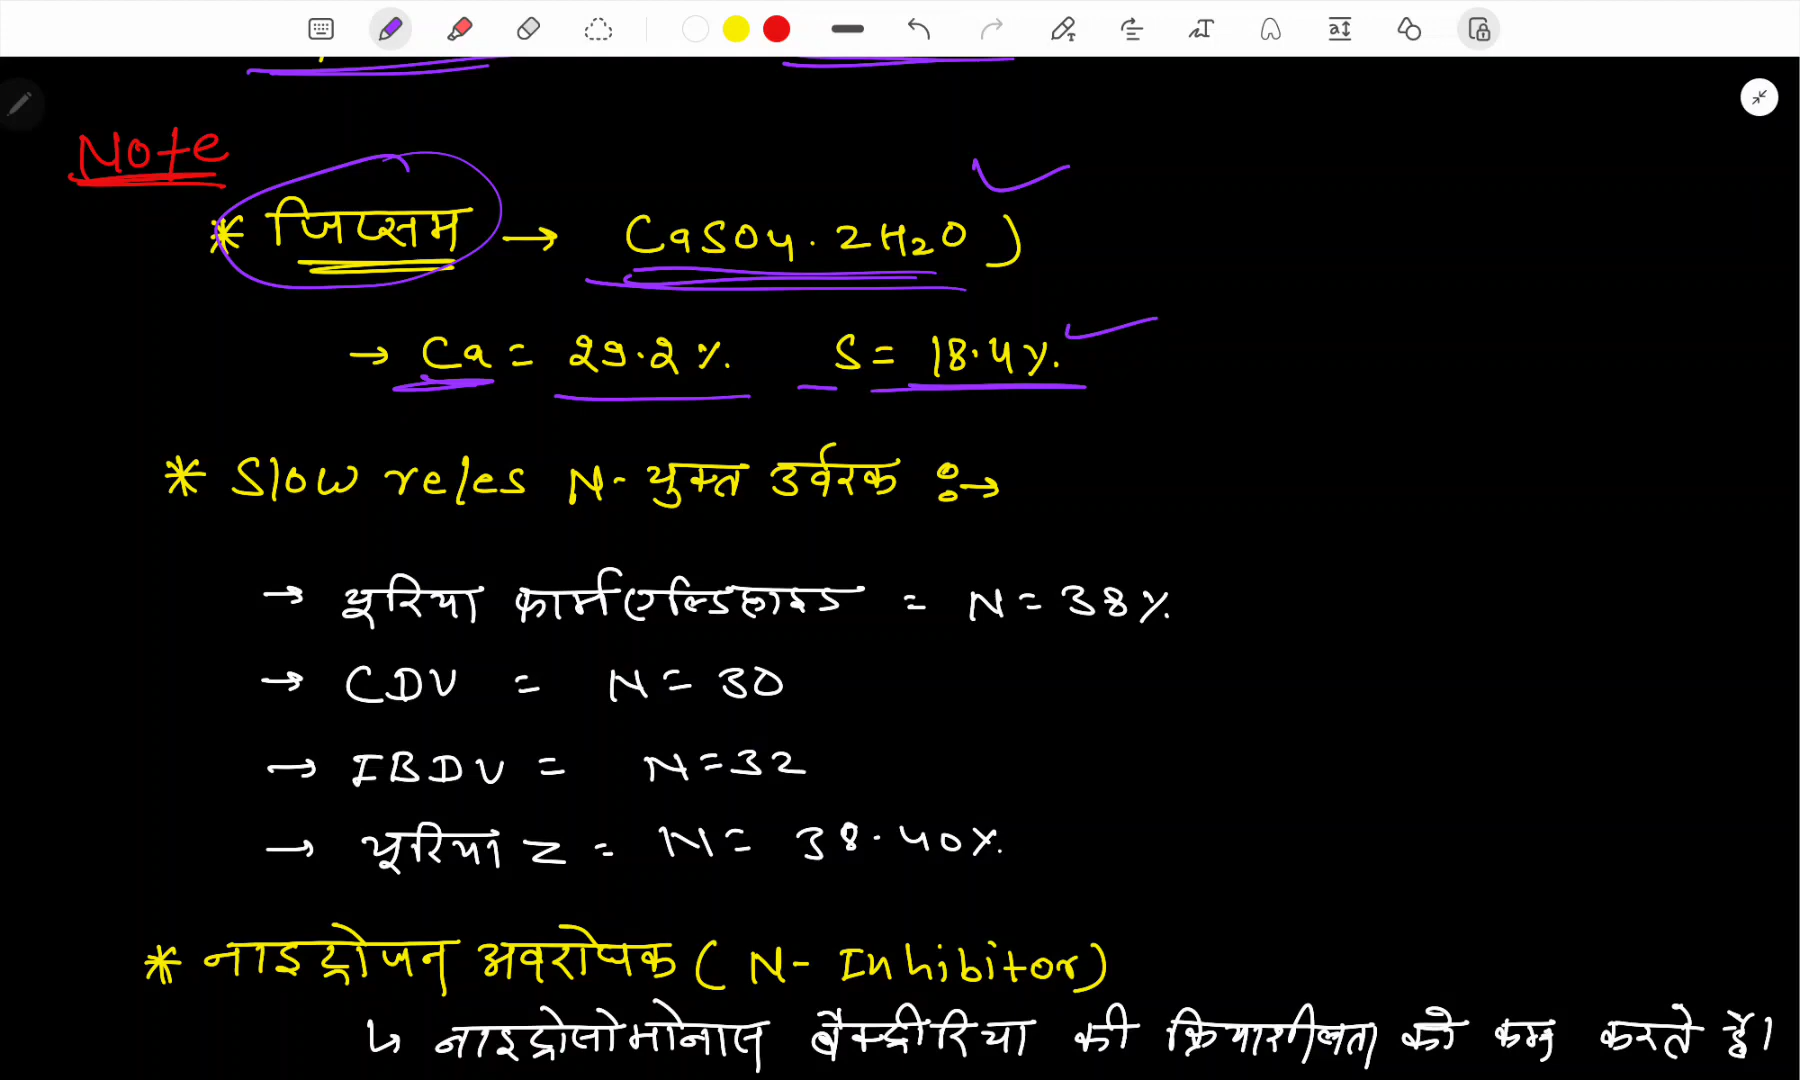 Note
* जिप्सम → CaSO4.2H2O)
→ Ca = 29.2%. S = 18.4%.
* Slow reles N- युक्त उर्वरक :→
→ यूरिया फार्मएल्डिहाइड = N = 38%.
→ CDU = N = 30
→ IBDU = N = 32
→ यूरिया Z = N = 38.40%.
* नाइट्रोजन अवरोधक ( N- Inhibitor)
↳ नाइट्रोसोमोनास बैक्टीरिया की क्रियाशीलता को कम करते हैं।